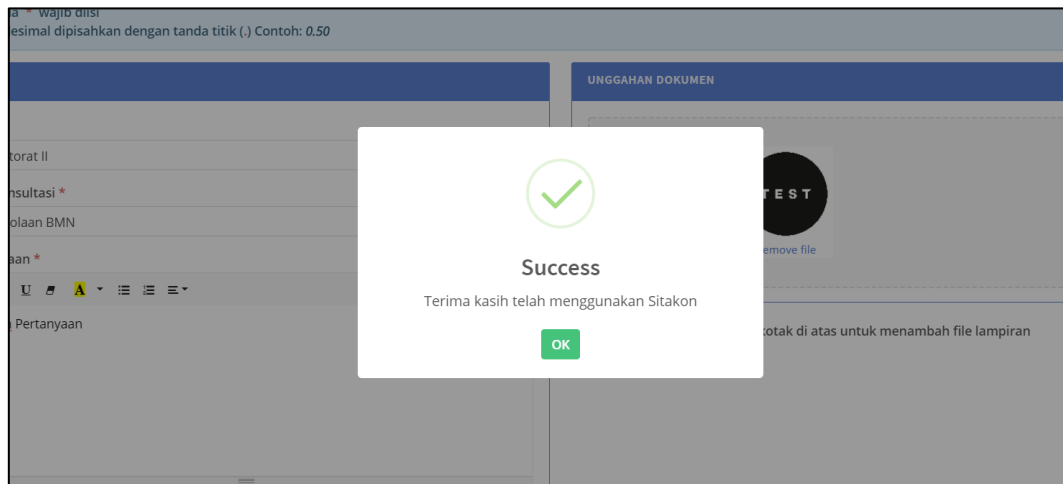 wajib diisi
esimal dipisahkan dengan tanda titik (.) Contoh: 0.50
UNGGAHAN DOKUMEN
torat II
nsultasi *
olaan BMN
aan *
U A
Pertanyaan
TEST
emove file
Success
Terima kasih telah menggunakan Sitakon
OK
kotak di atas untuk menambah file lampiran